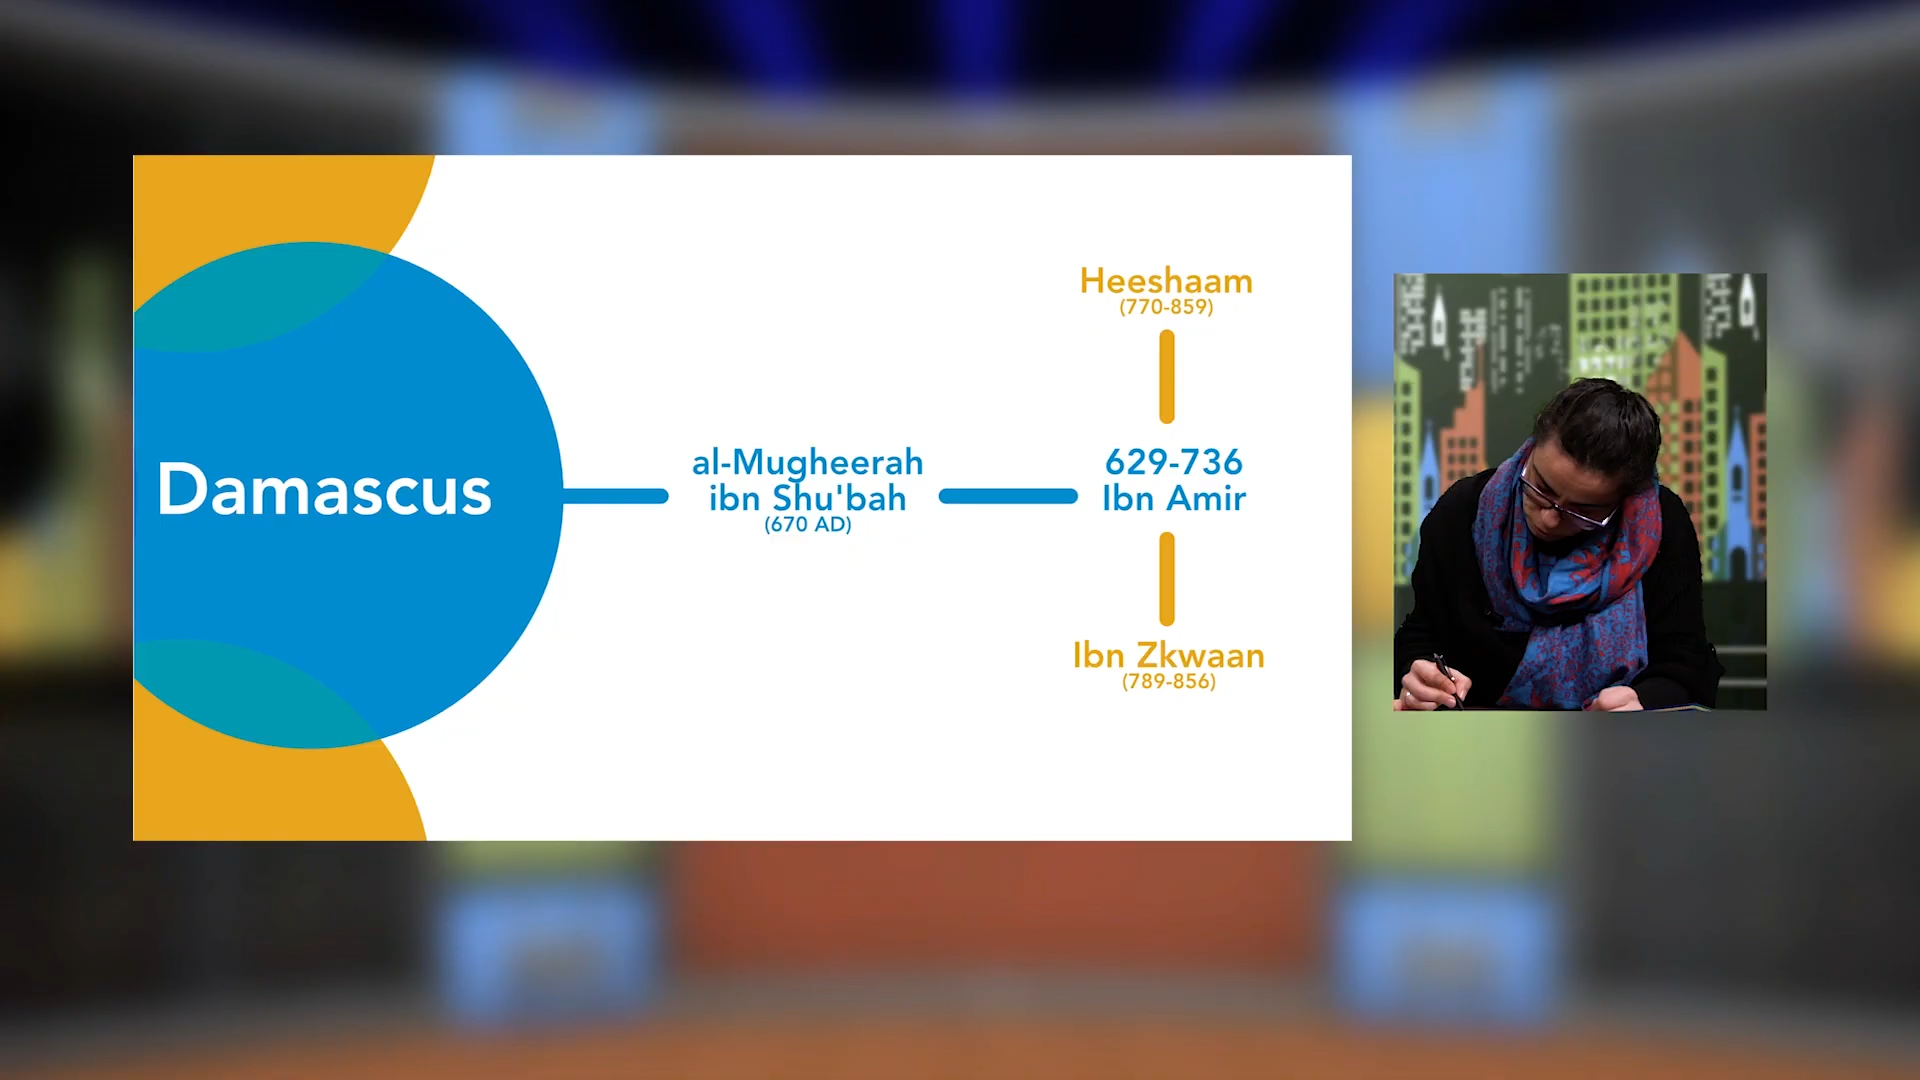 Damascus
al-Mugheerah
ibn Shu'bah
(670 AD)
Heeshaam
(770-859)
629-736
Ibn Amir
Ibn Zkwaan
(789-856)